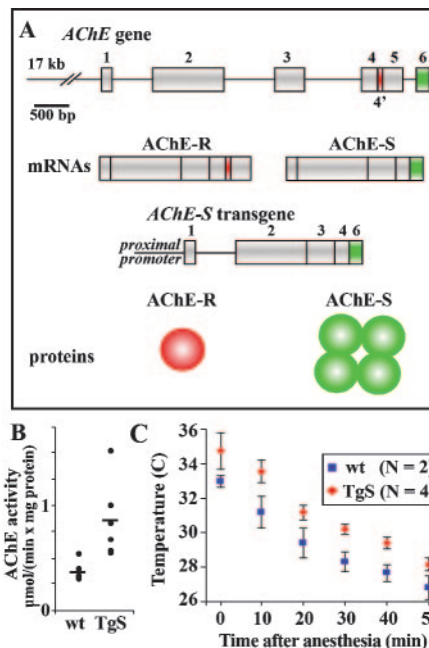 A
AChE gene
1 2 3 4 5 6
17 kb
4'
500 bp
AChE-R AChE-S
mRNAs
AChE-S transgene
1 2 3 4 6
proximal
promoter
AChE-R AChE-S
proteins
B
AChE activity
μmol/(min x mg protein)
1
0
wt TgS
C
Temperature (C)
36
34
32
30
28
26
wt (N = 2
TgS (N = 4
0 10 20 30 40
Time after anesthesia (min)